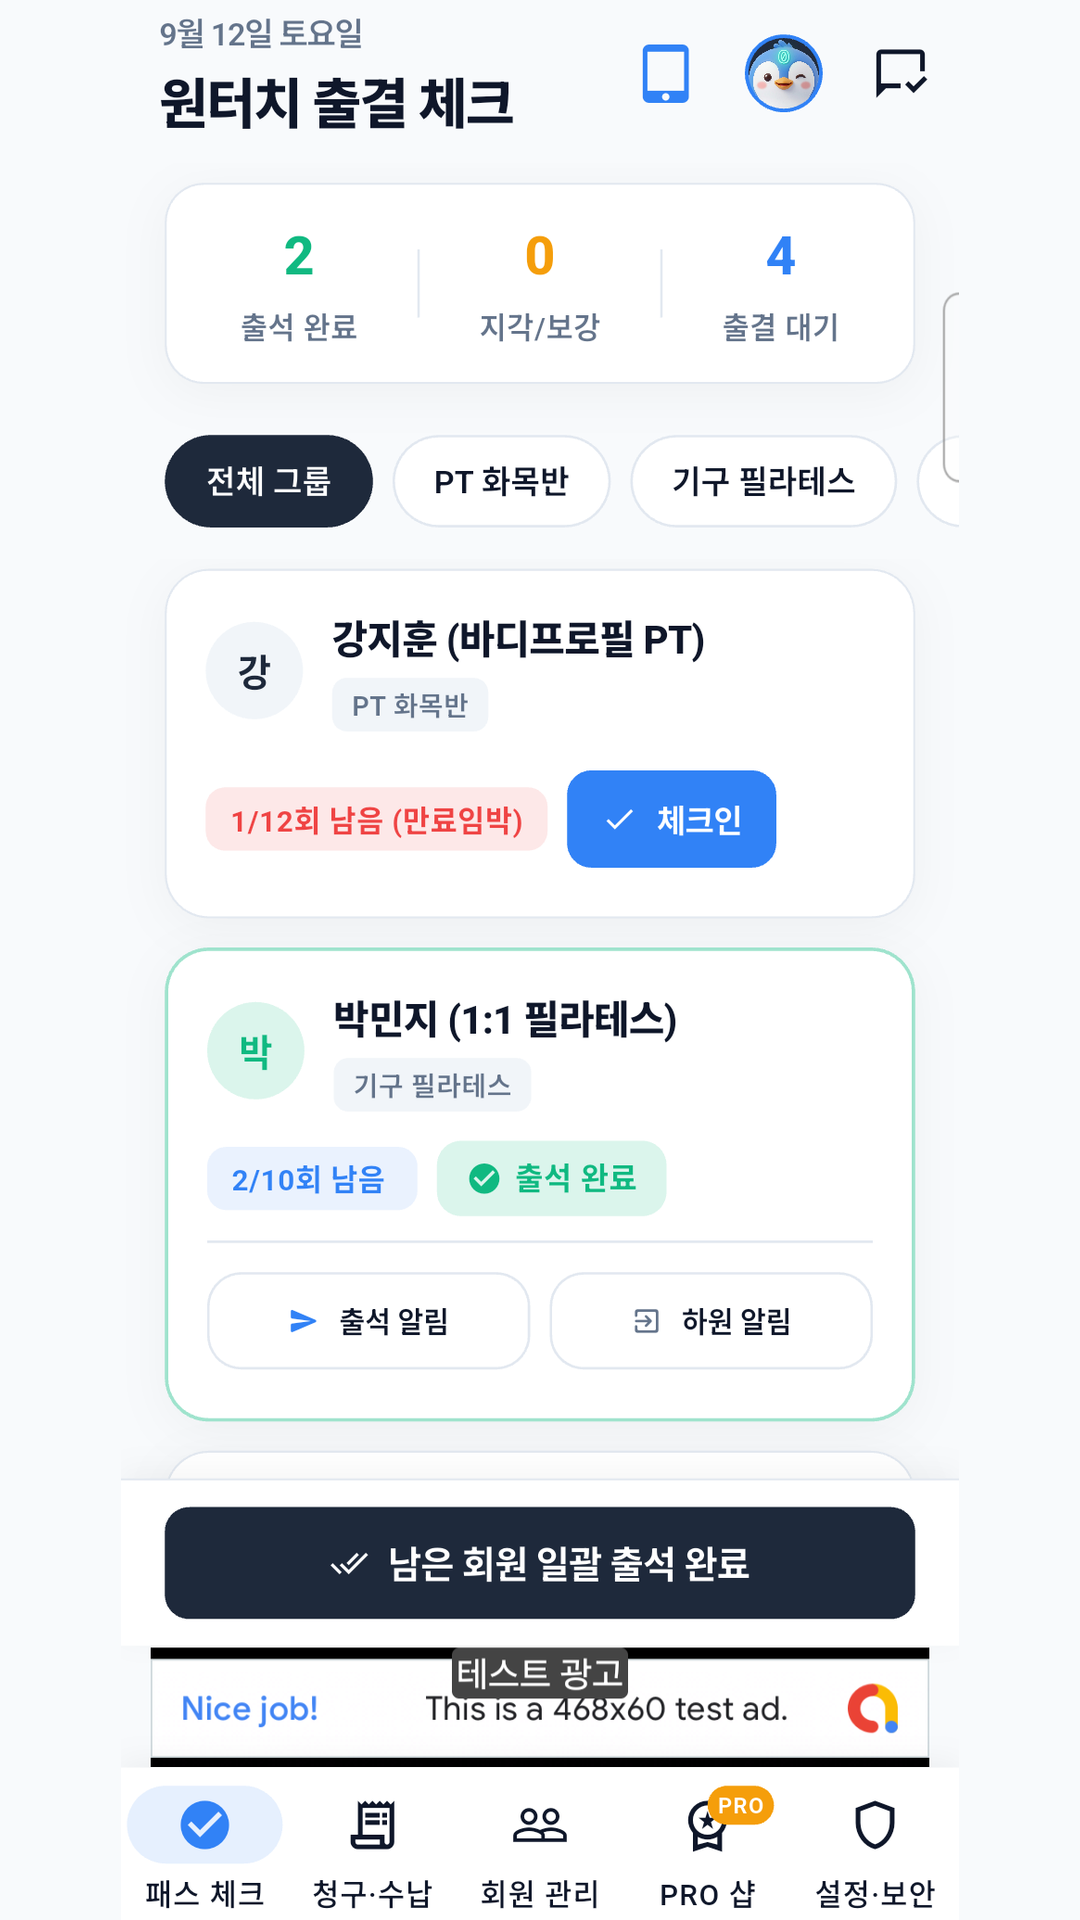 9월 12일 토요일
원터치 출결 체크
2
출석 완료
0
지각/보강
4
출결 대기
전체 그룹
PT 화목반
기구 필라테스
강
강지훈 (바디프로필 PT)
PT 화목반
1/12회 남음 (만료임박)
체크인
박
박민지 (1:1 필라테스)
기구 필라테스
2/10회 남음
출석 완료
출석 알림
하원 알림
남은 회원 일괄 출석 완료
테스트 광고
Nice job!
This is a 468x60 test ad.
PRO
패스 체크
청구·수납
회원 관리
PRO 샵
설정·보안